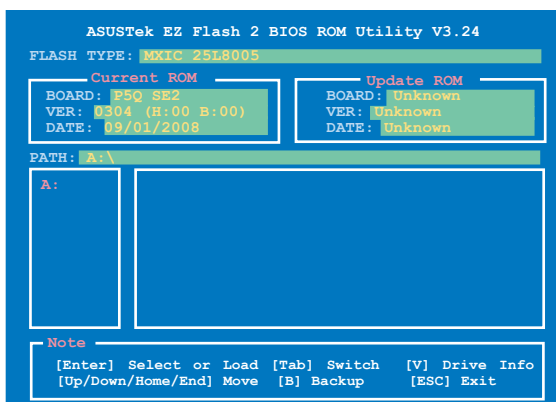 ASUSTek EZ Flash 2 BIOS ROM Utility V3.24
FLASH TYPE: MXIC 25L8005
Current ROM
BOARD: P5Q SE2
VER: 0304 (H:00 B:00)
DATE: 09/01/2008
Update ROM
BOARD: Unknown
VER: Unknown
DATE: Unknown
PATH: A:\
A:
Note
[Enter] Select or Load [Tab] Switch [V] Drive Info
[Up/Down/Home/End] Move [B] Backup [ESC] Exit